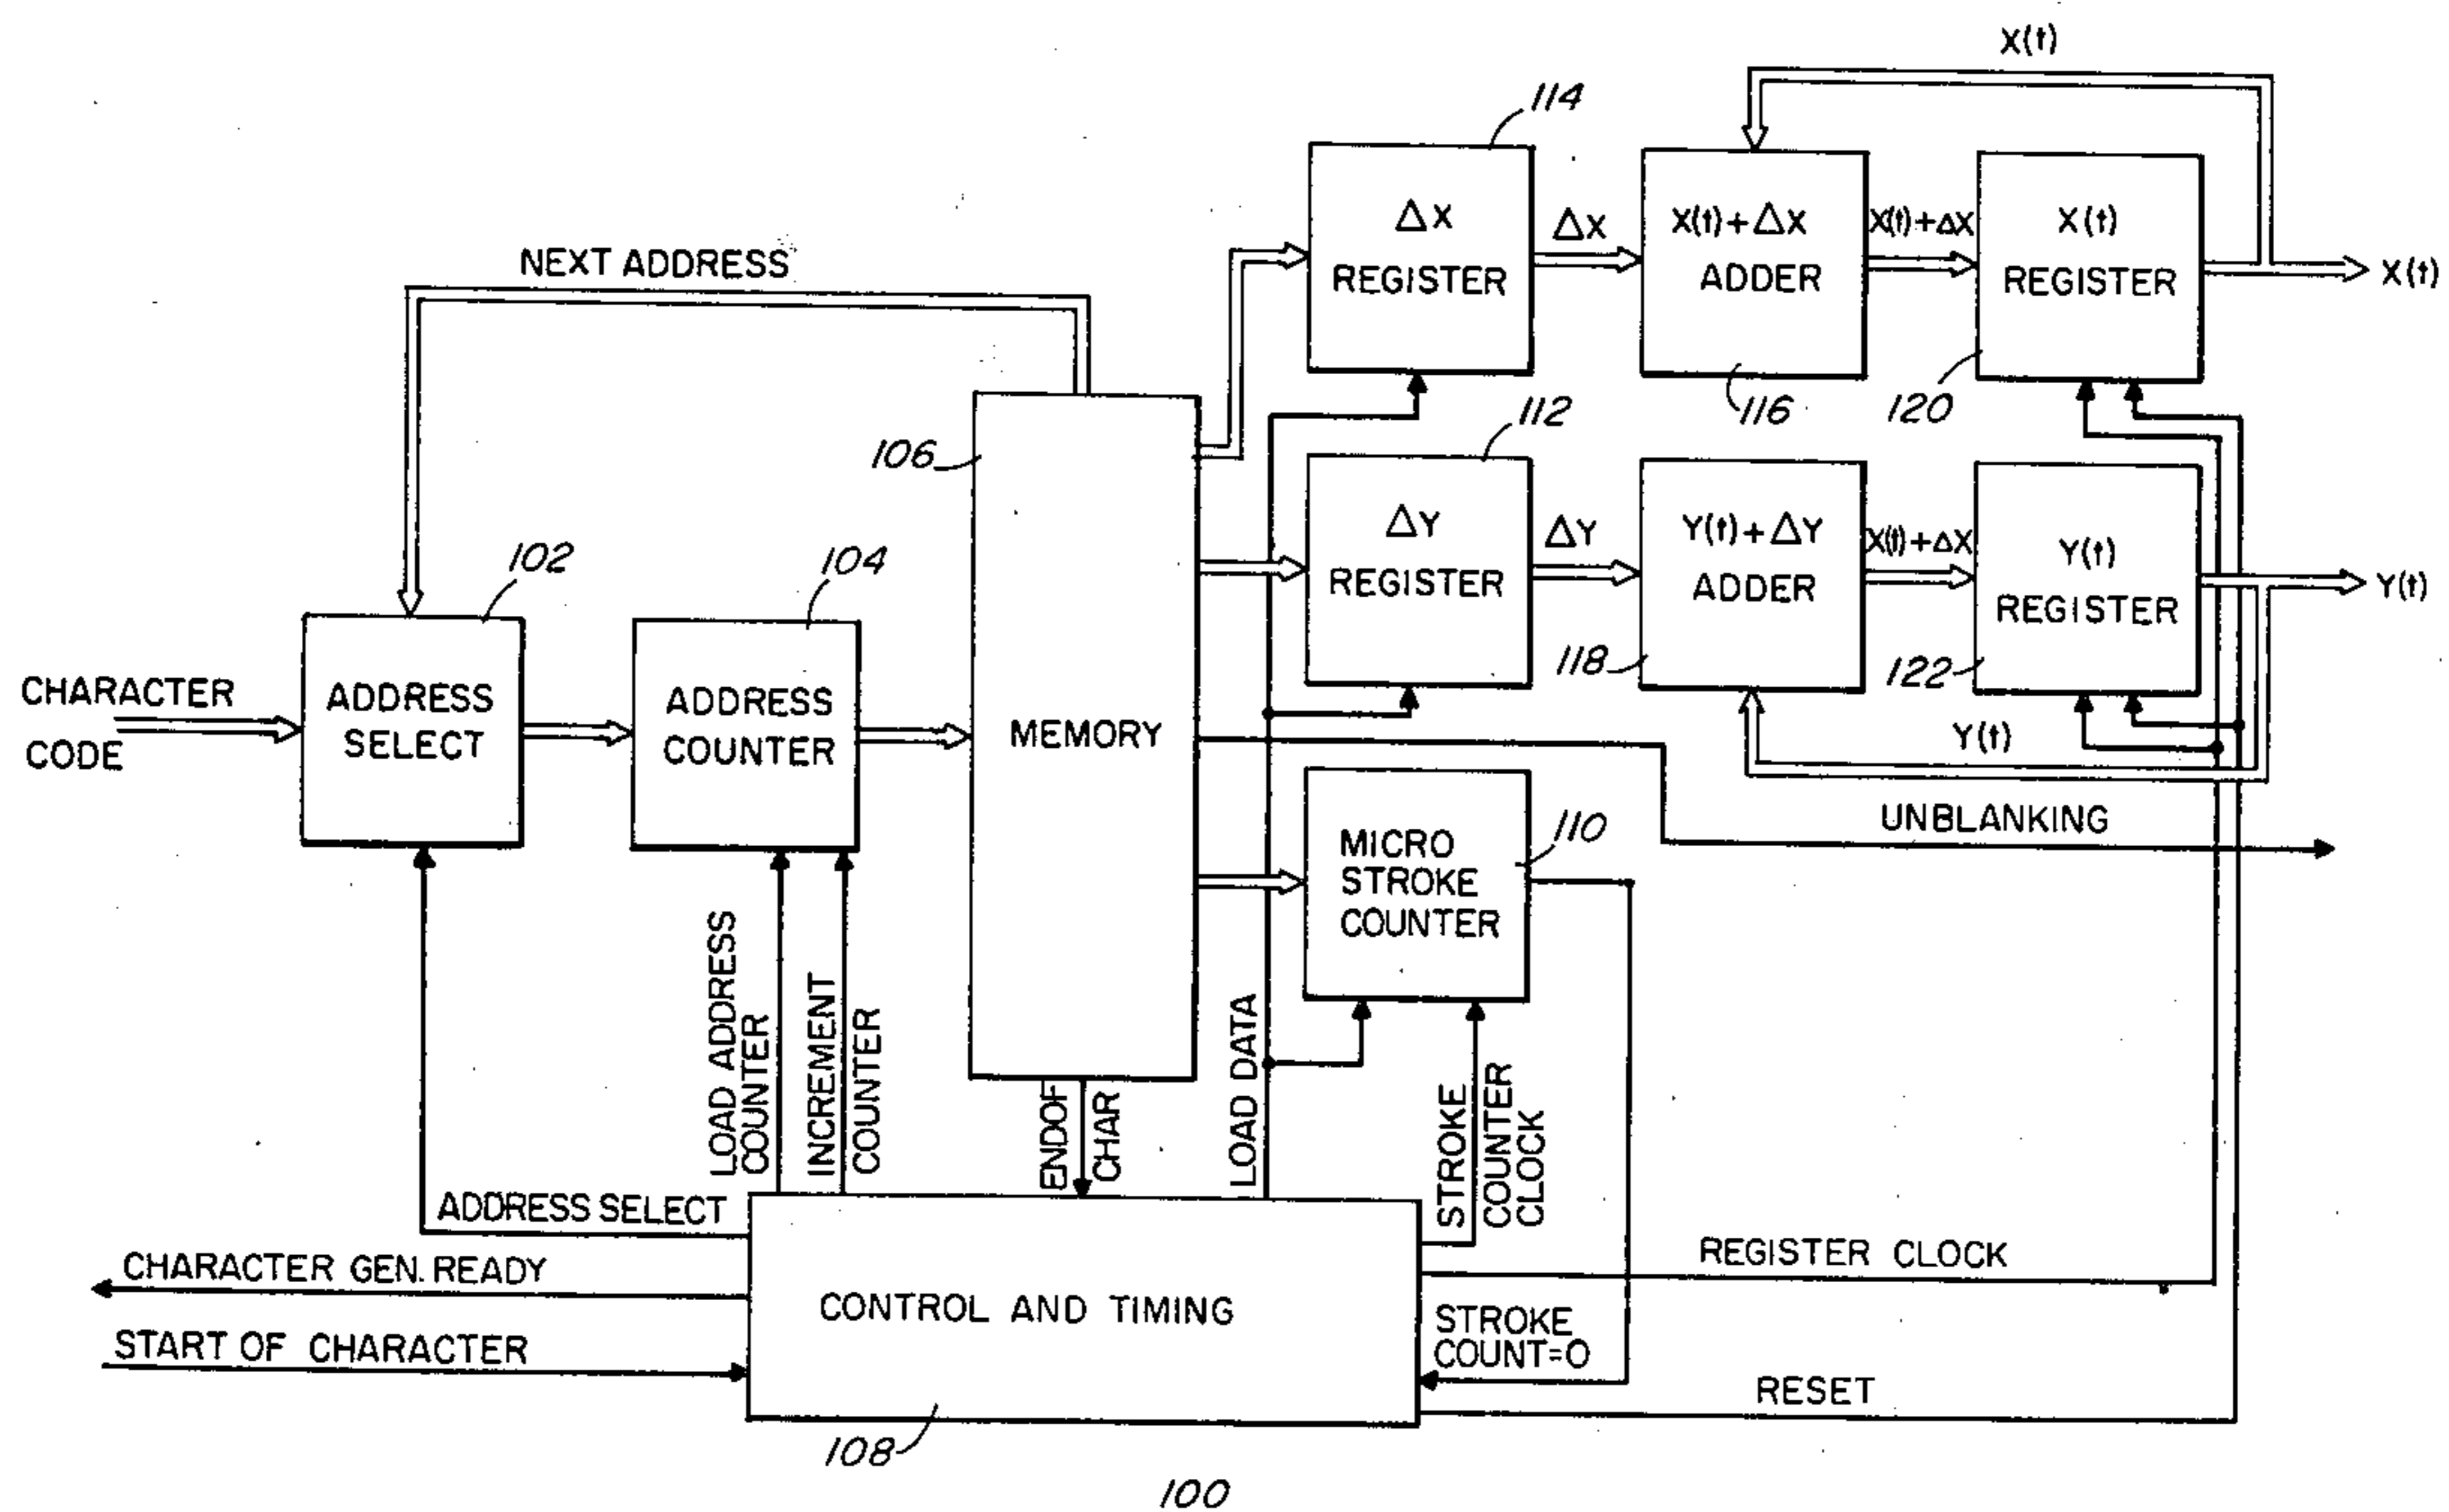 X(t)
114
ΔX
REGISTER
ΔX
X(t)+ΔX
ADDER
X(t)+ΔX
X(t)
REGISTER
X(t)
116
120
NEXT ADDRESS
112
106
ΔY
REGISTER
ΔY
Y(t)+ΔY
ADDER
X(t)+ΔX
Y(t)
REGISTER
Y(t)
118
122
Y(t)
102
104
CHARACTER
CODE
ADDRESS
SELECT
ADDRESS
COUNTER
MEMORY
UNBLANKING
110
MICRO
STROKE
COUNTER
LOAD ADDRESS
COUNTER
INCREMENT
COUNTER
ENDOF
CHAR
LOAD DATA
STROKE
COUNTER
CLOCK
ADDRESS SELECT
CHARACTER GEN. READY
START OF CHARACTER
CONTROL AND TIMING
REGISTER CLOCK
STROKE
COUNT=0
RESET
108
100